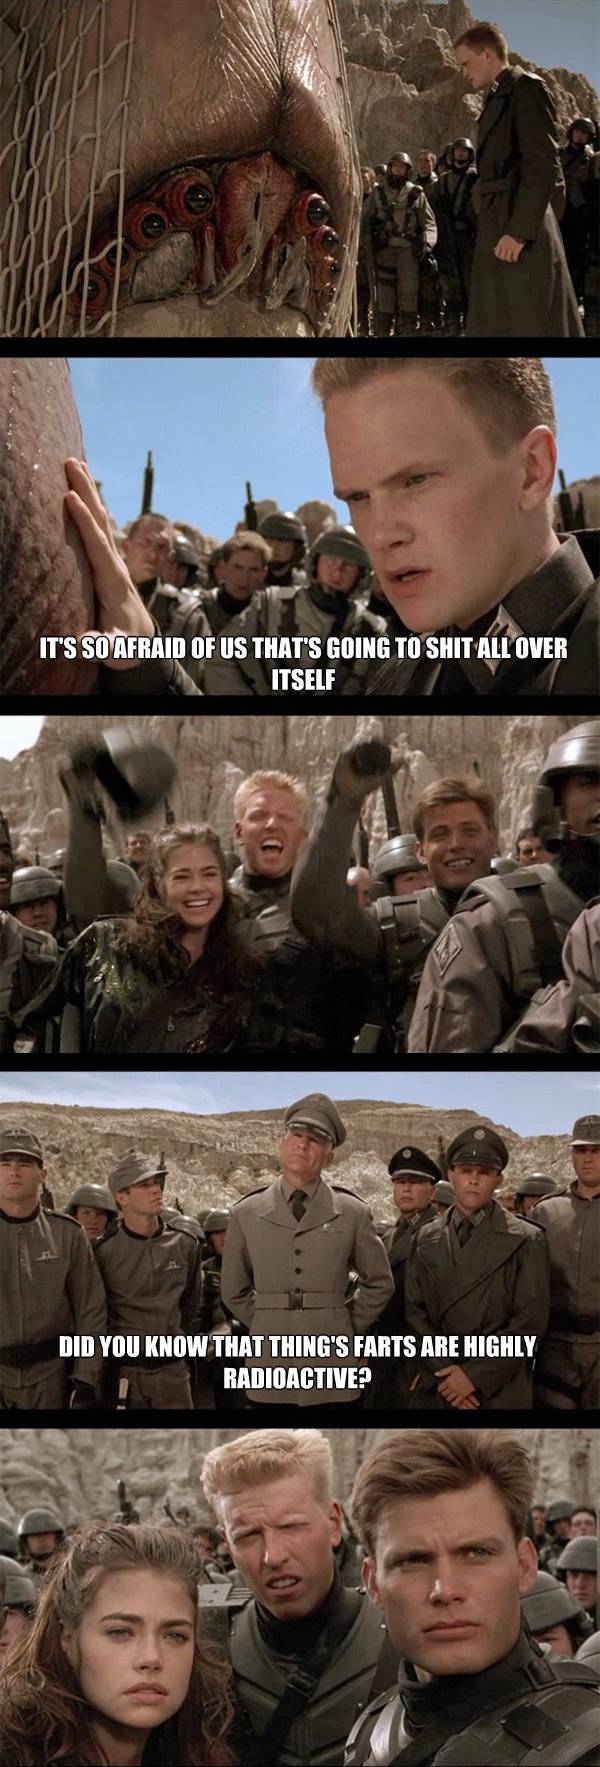 IT'S SO AFRAID OF US THAT'S GOING TO SHIT ALL OVER
ITSELF
DID YOU KNOW THAT THING'S FARTS ARE HIGHLY
RADIOACTIVE?